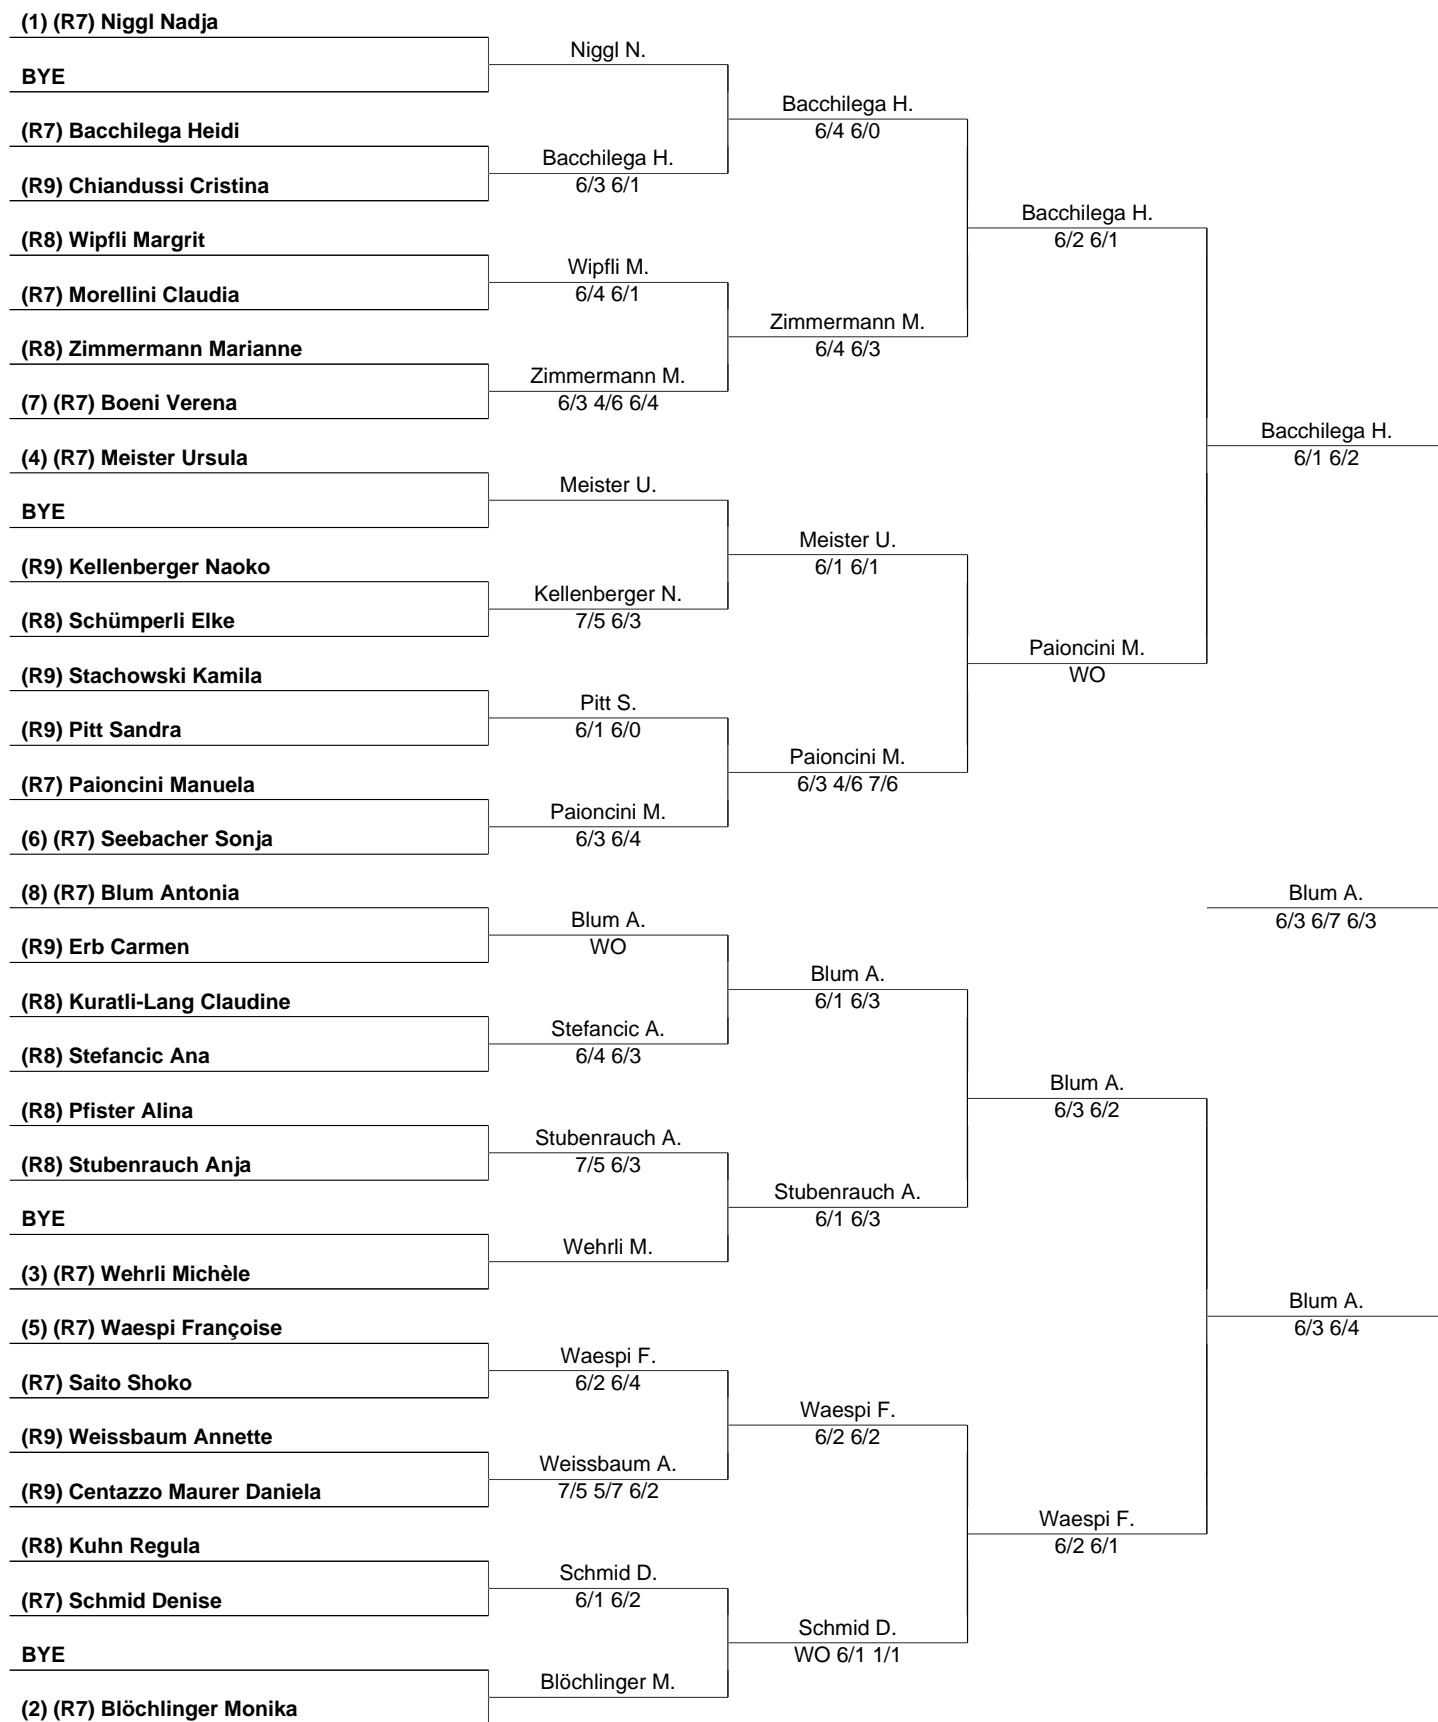 (1) (R7) Niggl Nadja
Niggl N.
BYE
Bacchilega H.
6/4 6/0
(R7) Bacchilega Heidi
Bacchilega H.
6/3 6/1
(R9) Chiandussi Cristina
Bacchilega H.
6/2 6/1
(R8) Wipfli Margrit
Wipfli M.
6/4 6/1
(R7) Morellini Claudia
Zimmermann M.
6/4 6/3
(R8) Zimmermann Marianne
Zimmermann M.
6/3 4/6 6/4
(7) (R7) Boeni Verena
Bacchilega H.
6/1 6/2
(4) (R7) Meister Ursula
Meister U.
BYE
Meister U.
6/1 6/1
(R9) Kellenberger Naoko
Kellenberger N.
7/5 6/3
(R8) Schümperli Elke
Paioncini M.
WO
(R9) Stachowski Kamila
Pitt S.
6/1 6/0
(R9) Pitt Sandra
Paioncini M.
6/3 4/6 7/6
(R7) Paioncini Manuela
Paioncini M.
6/3 6/4
(6) (R7) Seebacher Sonja
(8) (R7) Blum Antonia
Blum A.
6/3 6/7 6/3
Blum A.
WO
(R9) Erb Carmen
Blum A.
6/1 6/3
(R8) Kuratli-Lang Claudine
Stefancic A.
6/4 6/3
(R8) Stefancic Ana
Blum A.
6/3 6/2
(R8) Pfister Alina
Stubenrauch A.
7/5 6/3
(R8) Stubenrauch Anja
Stubenrauch A.
6/1 6/3
BYE
Wehrli M.
(3) (R7) Wehrli Michèle
Blum A.
6/3 6/4
(5) (R7) Waespi Françoise
Waespi F.
6/2 6/4
(R7) Saito Shoko
Waespi F.
6/2 6/2
(R9) Weissbaum Annette
Weissbaum A.
7/5 5/7 6/2
(R9) Centazzo Maurer Daniela
Waespi F.
6/2 6/1
(R8) Kuhn Regula
Schmid D.
6/1 6/2
(R7) Schmid Denise
Schmid D.
WO 6/1 1/1
BYE
Blöchlinger M.
(2) (R7) Blöchlinger Monika